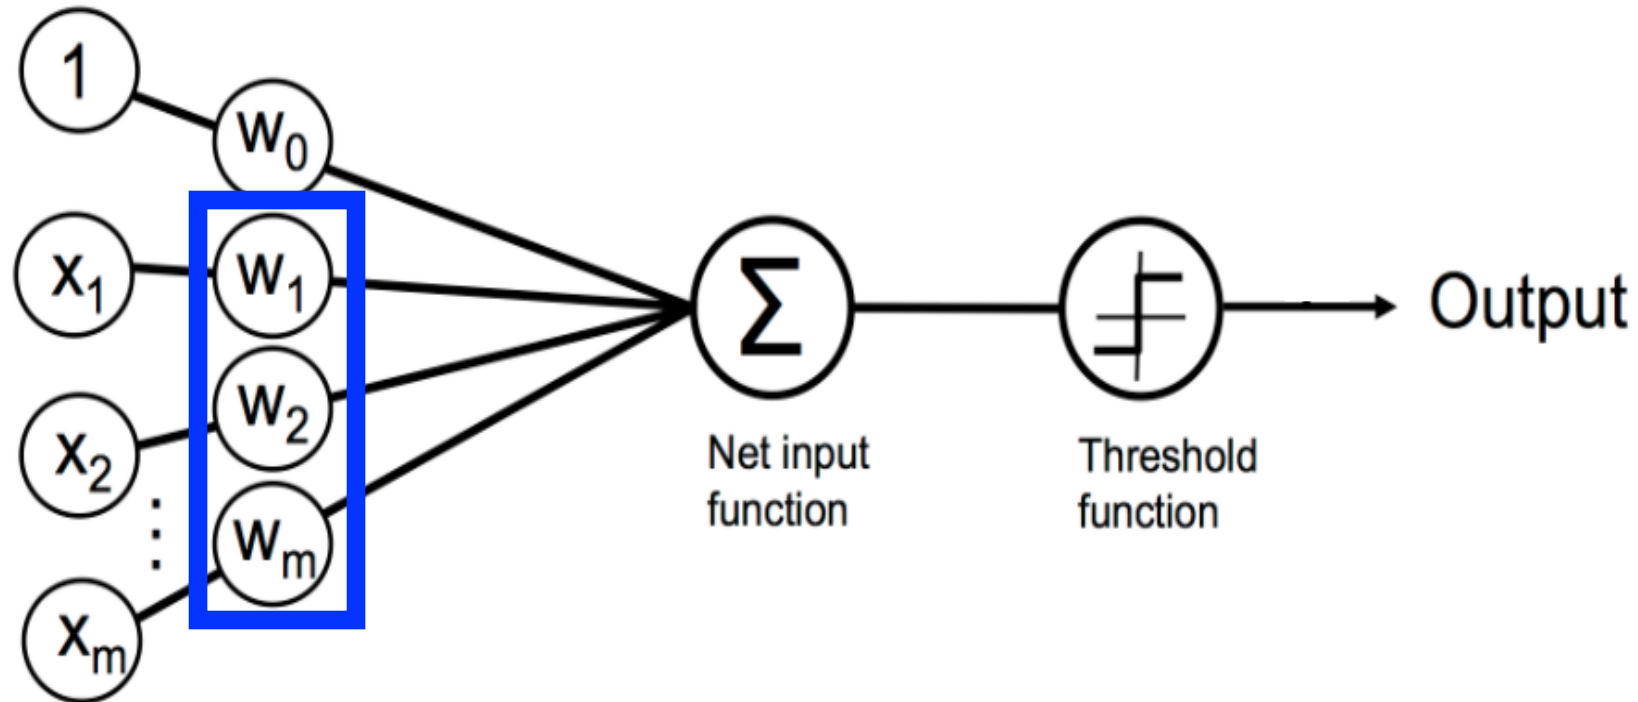 1
w₀
x₁
w₁
x₂
w₂
⋮
xₘ
wₘ
Σ
Net input
function
Threshold
function
Output